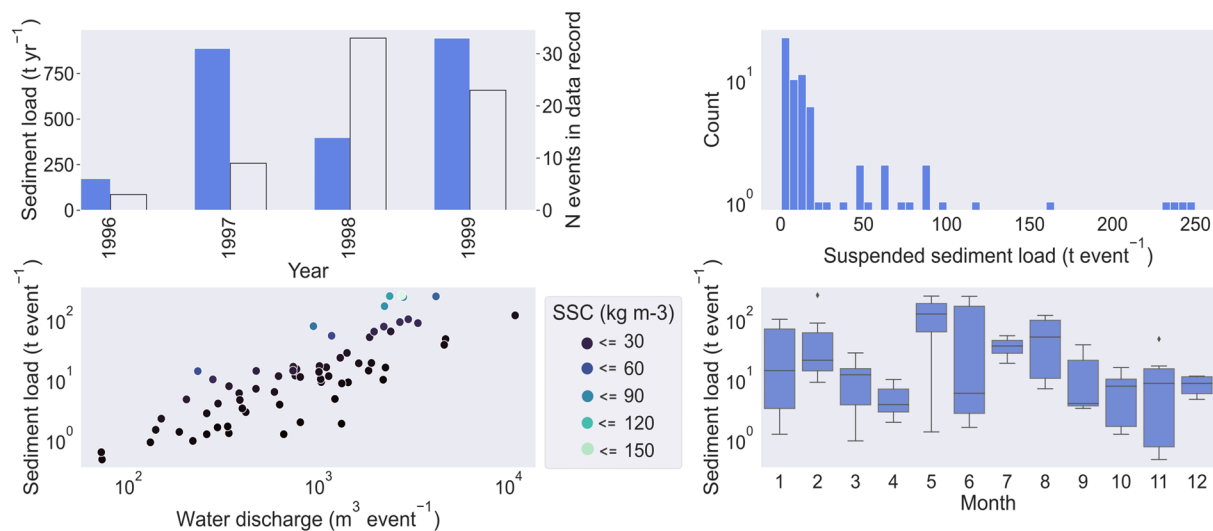 Sediment load (t yr⁻¹)
750
500
250
0
1996
1997
1998
1999
Year
30
20
10
0
N events in data record
Count
10¹
10⁰
0 50 100 150 200 250
Suspended sediment load (t event⁻¹)
Sediment load (t event⁻¹)
10²
10¹
10⁰
10² 10³ 10⁴
Water discharge (m³ event⁻¹)
SSC (kg m-3)
<= 30
<= 60
<= 90
<= 120
<= 150
Sediment load (t event⁻¹)
10²
10¹
10⁰
1 2 3 4 5 6 7 8 9 10 11 12
Month